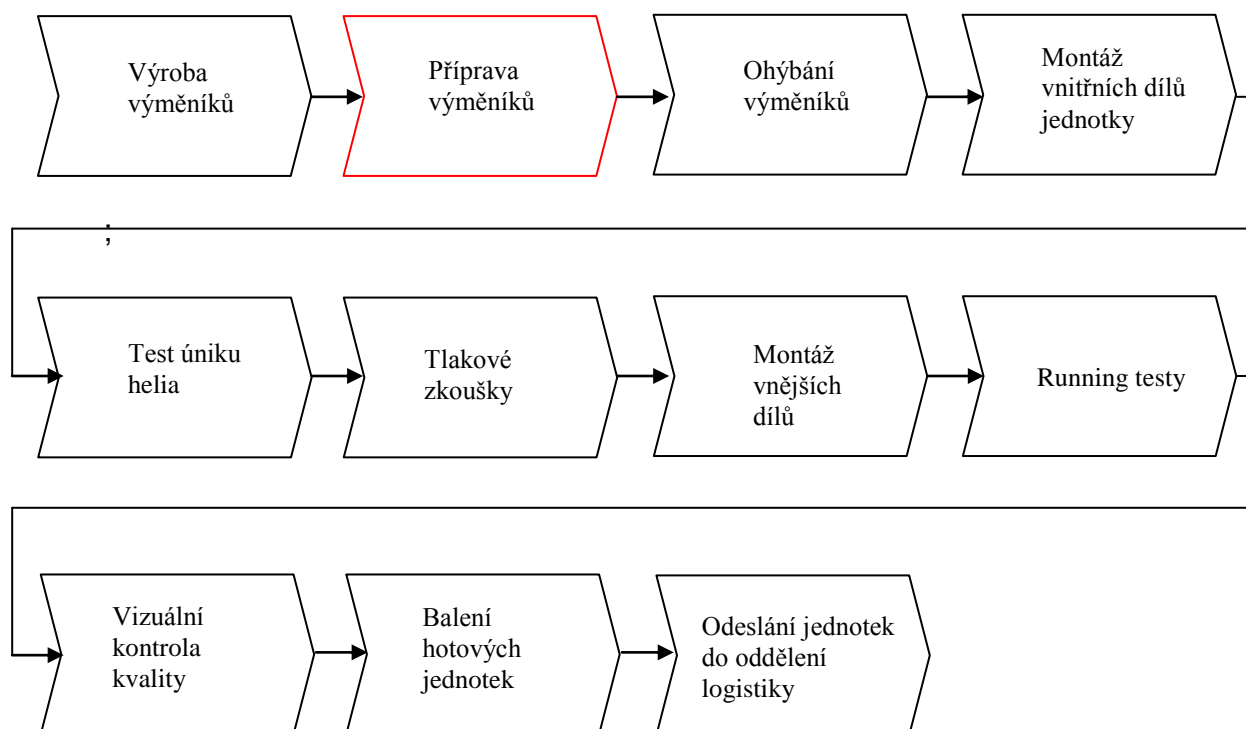 Výroba
výměníků
Příprava
výměníků
Ohýbání
výměníků
Montáž
vnitřních dílů
jednotky
;
Test úniku
helia
Tlakové
zkoušky
Montáž
vnějších
dílů
Running testy
Vizuální
kontrola
kvality
Balení
hotových
jednotek
Odeslání jednotek
do oddělení
logistiky